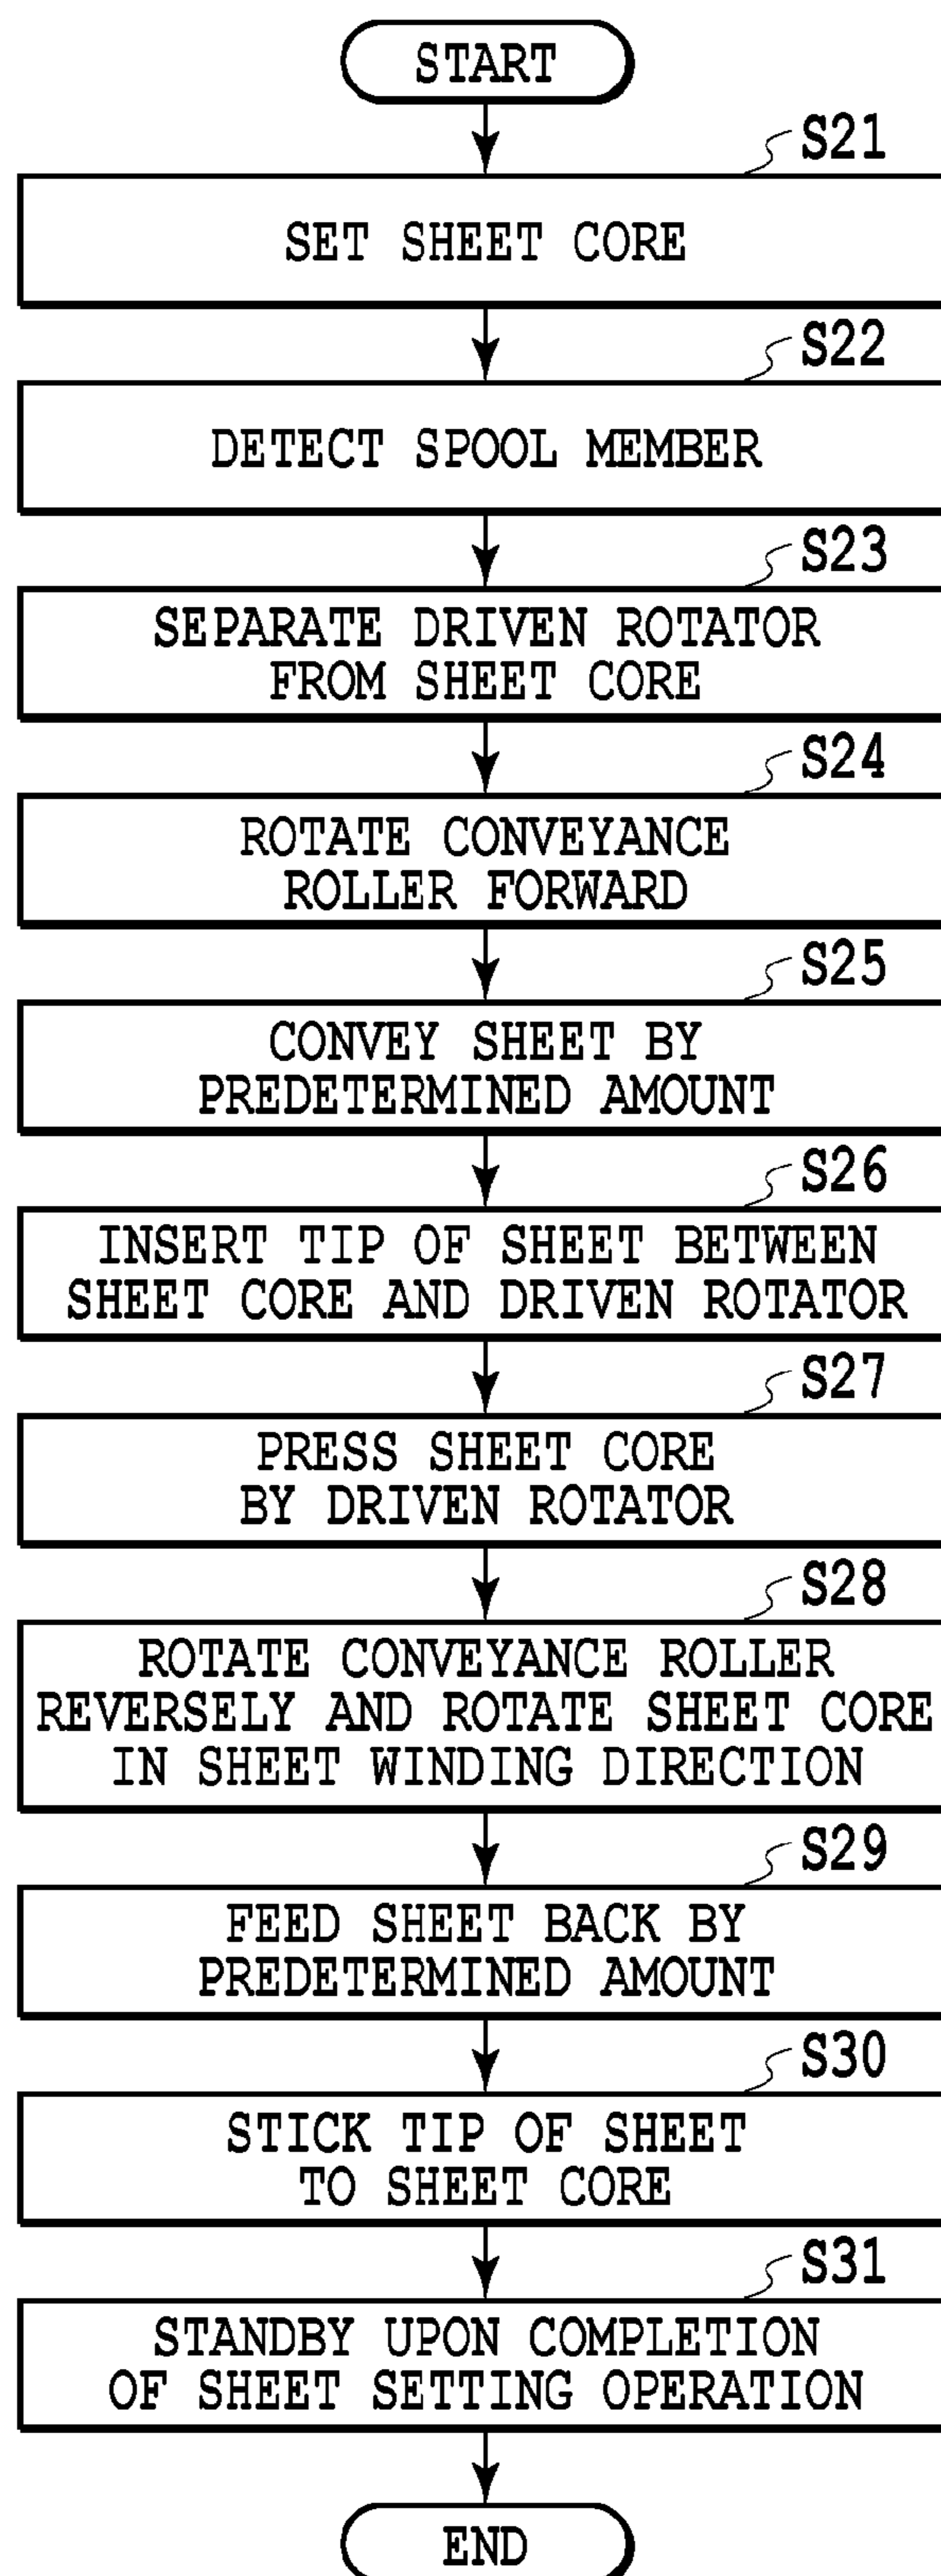 START
S21
SET SHEET CORE
S22
DETECT SPOOL MEMBER
S23
SEPARATE DRIVEN ROTATOR
FROM SHEET CORE
S24
ROTATE CONVEYANCE
ROLLER FORWARD
S25
CONVEY SHEET BY
PREDETERMINED AMOUNT
S26
INSERT TIP OF SHEET BETWEEN
SHEET CORE AND DRIVEN ROTATOR
S27
PRESS SHEET CORE
BY DRIVEN ROTATOR
S28
ROTATE CONVEYANCE ROLLER
REVERSELY AND ROTATE SHEET CORE
IN SHEET WINDING DIRECTION
S29
FEED SHEET BACK BY
PREDETERMINED AMOUNT
S30
STICK TIP OF SHEET
TO SHEET CORE
S31
STANDBY UPON COMPLETION
OF SHEET SETTING OPERATION
END